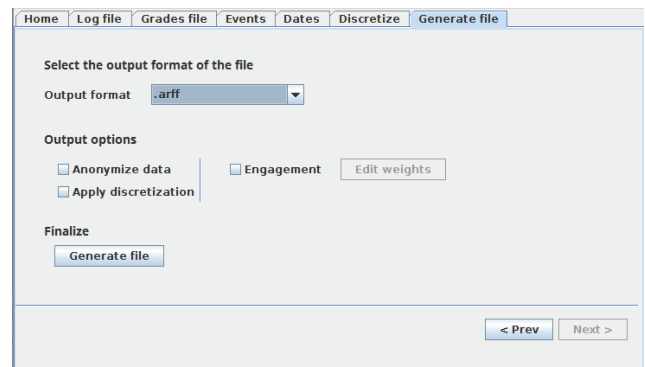 Home Log file Grades file Events Dates Discretize Generate file
Select the output format of the file
Output format .arff
Output options
Anonymize data Engagement Edit weights
Apply discretization
Finalize
Generate file
< Prev Next >